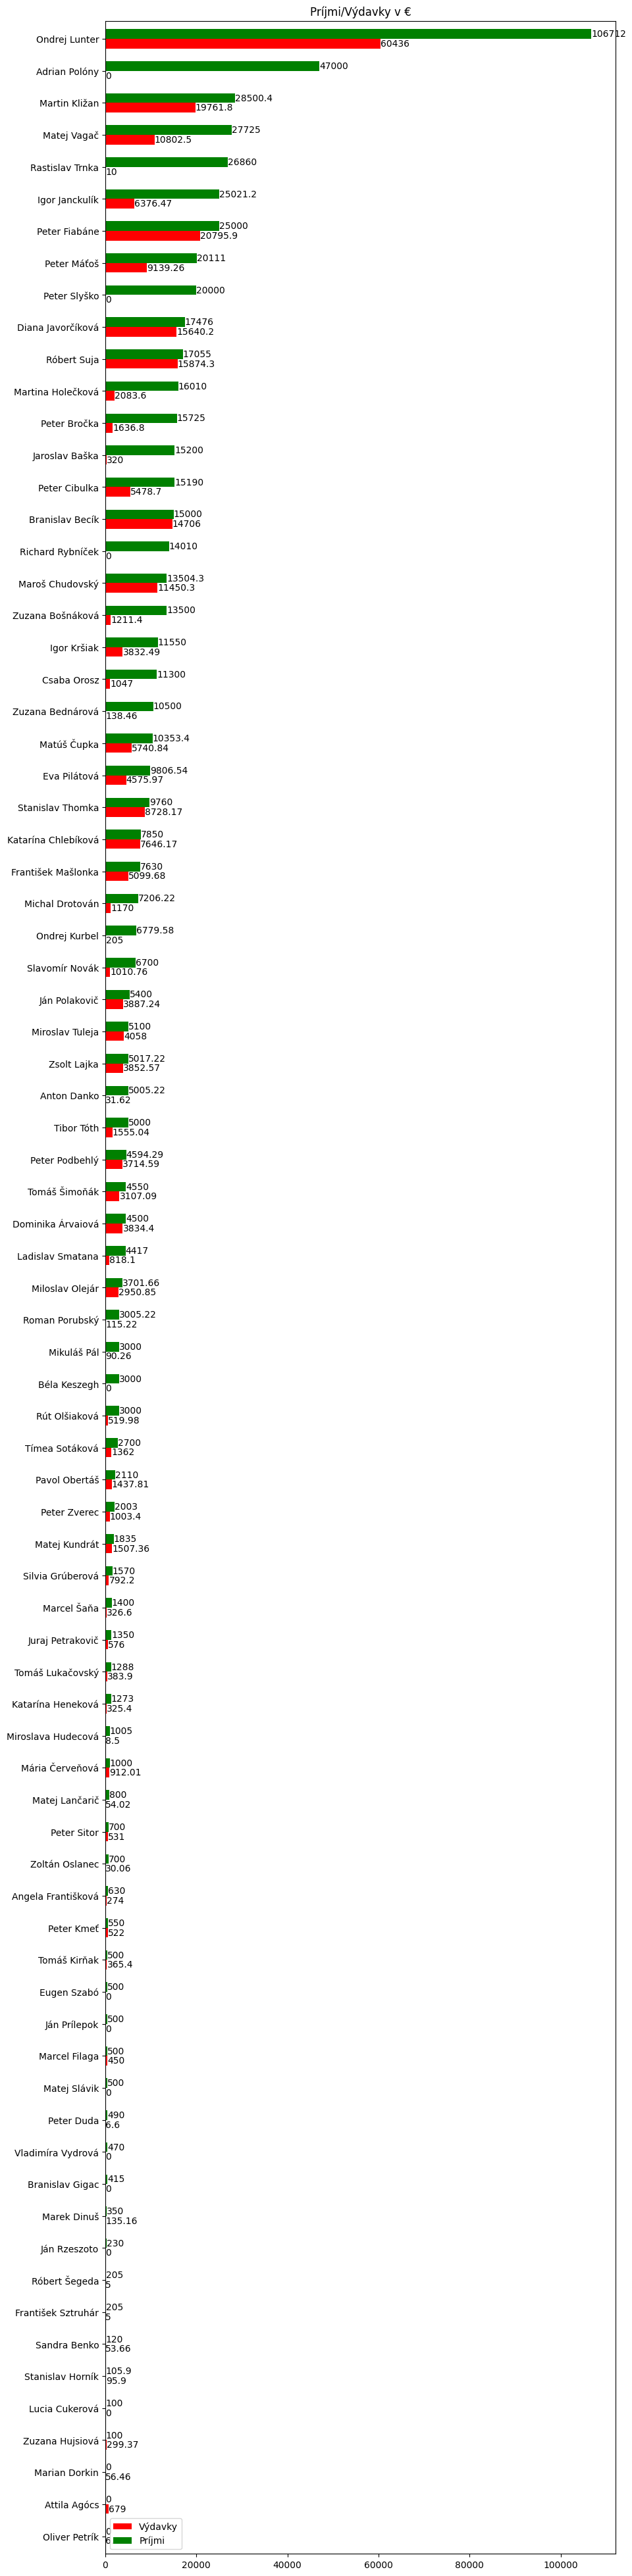 Príjmi/Výdavky v €
Ondrej Lunter 106712
60436
Adrian Polóny 47000
0
Martin Kližan 28500.4
19761.8
Matej Vagač 27725
10802.5
Rastislav Trnka 26860
10
Igor Janckulík 25021.2
6376.47
Peter Fiabáne 25000
20795.9
Peter Máťoš 20111
9139.26
Peter Slyško 20000
0
Diana Javorčíková 17476
15640.2
Róbert Suja 17055
15874.3
Martina Holečková 16010
2083.6
Peter Bročka 15725
1636.8
Jaroslav Baška 15200
320
Peter Cibulka 15190
5478.7
Branislav Becík 15000
14706
Richard Rybníček 14010
0
Maroš Chudovský 13504.3
11450.3
Zuzana Bošnáková 13500
1211.4
Igor Kršiak 11550
3832.49
Csaba Orosz 11300
1047
Zuzana Bednárová 10500
138.46
Matúš Čupka 10353.4
5740.84
Eva Pilátová 9806.54
4575.97
Stanislav Thomka 9760
8728.17
Katarína Chlebíková 7850
7646.17
František Mašlonka 7630
5099.68
Michal Drotován 7206.22
1170
Ondrej Kurbel 6779.58
205
Slavomír Novák 6700
1010.76
Ján Polakovič 5400
3887.24
Miroslav Tuleja 5100
4058
Zsolt Lajka 5017.22
3852.57
Anton Danko 5005.22
31.62
Tibor Tóth 5000
1555.04
Peter Podbehlý 4594.29
3714.59
Tomáš Šimoňák 4550
3107.09
Dominika Árvaiová 4500
3834.4
Ladislav Smatana 4417
818.1
Miloslav Olejár 3701.66
2950.85
Roman Porubský 3005.22
115.22
Mikuláš Pál 3000
90.26
Béla Keszegh 3000
0
Rút Olšiaková 3000
519.98
Tímea Sotáková 2700
1362
Pavol Obertáš 2110
1437.81
Peter Zverec 2003
1003.4
Matej Kundrát 1835
1507.36
Silvia Grúberová 1570
792.2
Marcel Šaňa 1400
326.6
Juraj Petrakovič 1350
576
Tomáš Lukačovský 1288
383.9
Katarína Heneková 1273
325.4
Miroslava Hudecová 1005
8.5
Mária Červeňová 1000
912.01
Matej Lančarič 800
54.02
Peter Sitor 700
531
Zoltán Oslanec 700
30.06
Angela Františková 630
274
Peter Kmeť 550
522
Tomáš Kirňak 500
365.4
Eugen Szabó 500
0
Ján Prílepok 500
0
Marcel Filaga 500
450
Matej Slávik 500
0
Peter Duda 490
6.6
Vladimíra Vydrová 470
0
Branislav Gigac 415
0
Marek Dinuš 350
135.16
Ján Rzeszoto 230
0
Róbert Šegeda 205
5
František Sztruhár 205
5
Sandra Benko 120
53.66
Stanislav Horník 105.9
95.9
Lucia Cukerová 100
0
Zuzana Hujsiová 100
299.37
Marian Dorkin 0
56.46
Attila Agócs 0
679
Oliver Petrík
Výdavky
Príjmi
0 20000 40000 60000 80000 100000